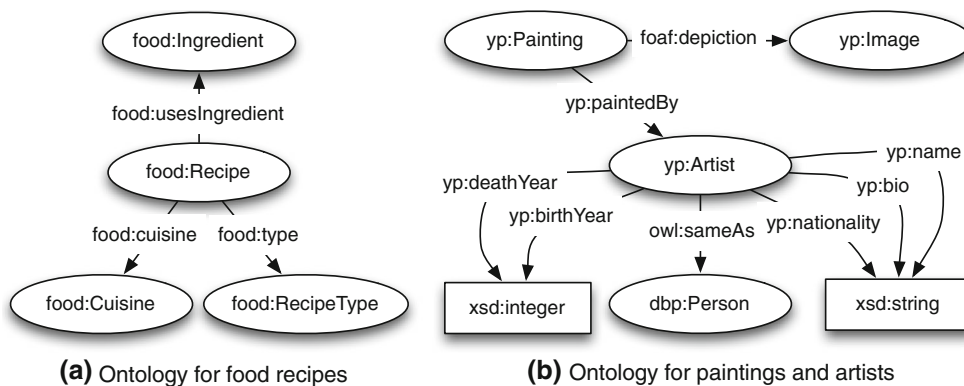 food:Ingredient
food:usesIngredient
food:Recipe
food:cuisine
food:type
food:Cuisine
food:RecipeType
(a) Ontology for food recipes
yp:Painting
foaf:depiction
yp:Image
yp:paintedBy
yp:Artist
yp:name
yp:deathYear
yp:bio
yp:birthYear
owl:sameAs
yp:nationality
xsd:integer
dbp:Person
xsd:string
(b) Ontology for paintings and artists